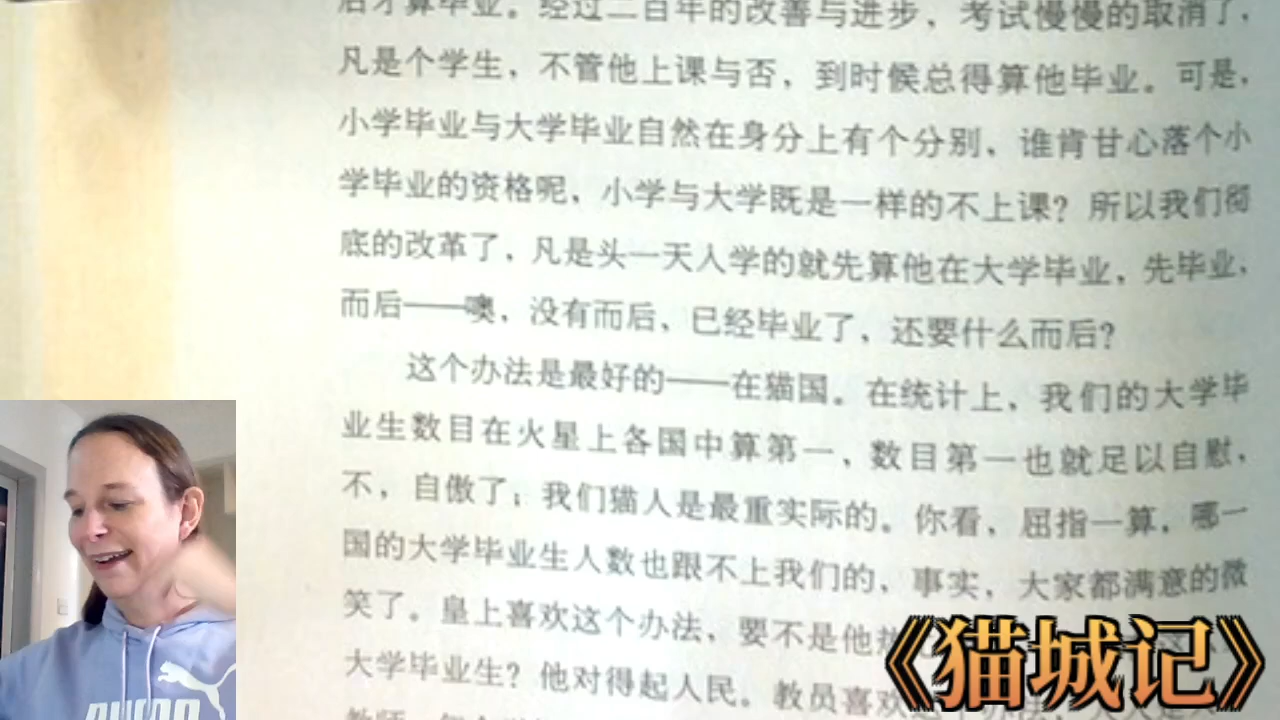 后才算毕业。经过二百年的改善与进步，考试慢慢的取消了，
凡是个学生，不管他上课与否，到时候总得算他毕业。可是，
小学毕业与大学毕业自然在身分上有个分别，谁肯甘心落个小
学毕业的资格呢，小学与大学既是一样的不上课？所以我们彻
底的改革了，凡是头一天入学的就先算他在大学毕业，先毕业，
而后——噢，没有而后，已经毕业了，还要什么而后？
这个办法是最好的——在猫国。在统计上，我们的大学毕
业生数目在火星上各国中算第一，数目第一也就足以自慰，
不，自傲了；我们猫人是最重实际的。你看，屈指一算，哪一
国的大学毕业生人数也跟不上我们的，事实，大家都满意的微
笑了。皇上喜欢这个办法，要不是他热
大学毕业生？他对得起人民。教员喜欢这个办法，
《猫城记》
PUMA